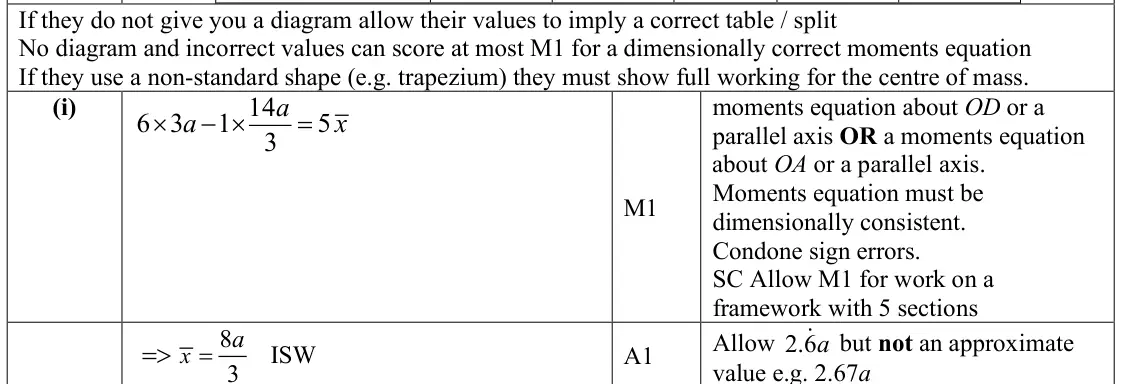 If they do not give you a diagram allow their values to imply a correct table / split
No diagram and incorrect values can score at most M1 for a dimensionally correct moments equation
If they use a non-standard shape (e.g. trapezium) they must show full working for the centre of mass.
(i)
6×3a−1×14a/3=5x̄
M1
moments equation about OD or a
parallel axis OR a moments equation
about OA or a parallel axis.
Moments equation must be
dimensionally consistent.
Condone sign errors.
SC Allow M1 for work on a
framework with 5 sections
=> x̄ = 8a/3 ISW
A1
Allow 2.6̇a but not an approximate
value e.g. 2.67a